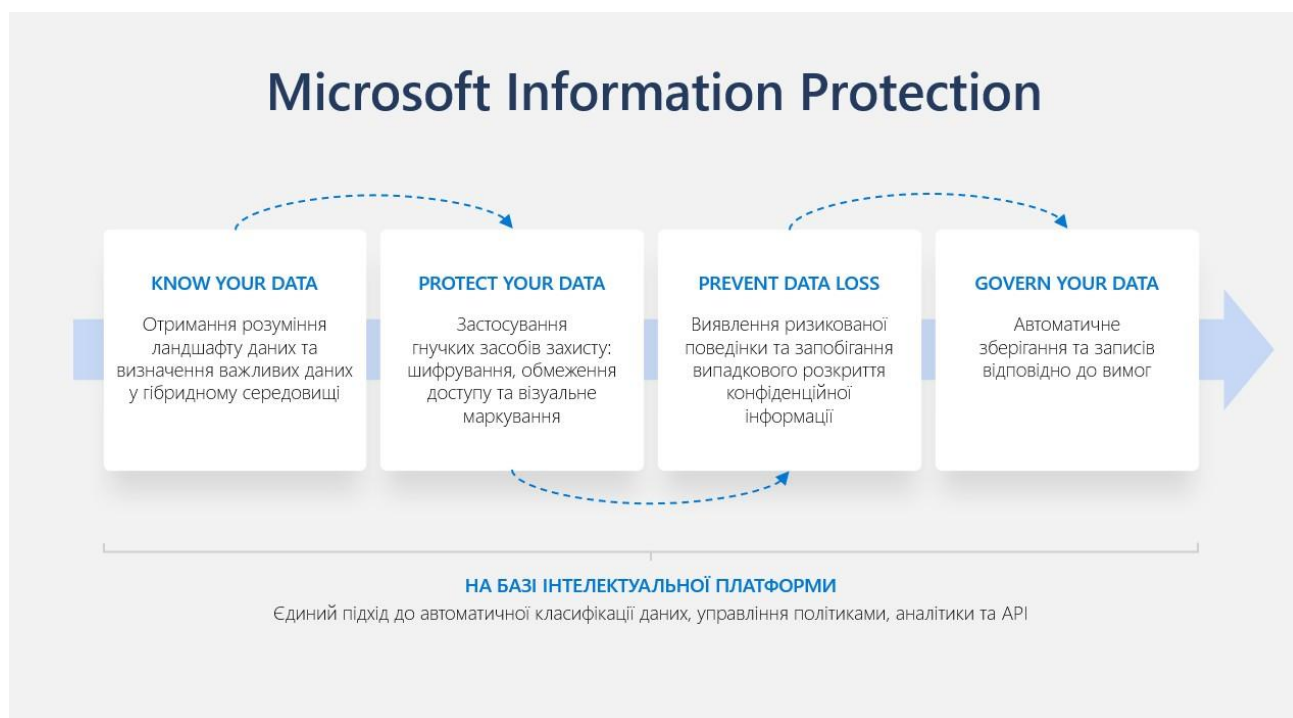 Microsoft Information Protection
KNOW YOUR DATA
Отримання розуміння
ландшафту даних та
визначення важливих даних
у гібридному середовищі
PROTECT YOUR DATA
Застосування
гнучких засобів захисту:
шифрування, обмеження
доступу та візуальне
маркування
PREVENT DATA LOSS
Виявлення ризикованої
поведінки та запобігання
випадкового розкриття
конфіденційної
інформації
GOVERN YOUR DATA
Автоматичне
зберігання та записів
відповідно до вимог
НА БАЗІ ІНТЕЛЕКТУАЛЬНОЇ ПЛАТФОРМИ
Єдиний підхід до автоматичної класифікації даних, управління політиками, аналітики та API